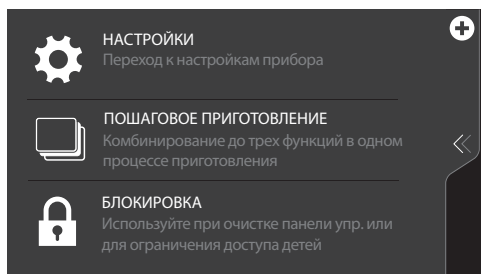 НАСТРОЙКИ
Переход к настройкам прибора
ПОШАГОВОЕ ПРИГОТОВЛЕНИЕ
Комбинирование до трех функций в одном
процессе приготовления
БЛОКИРОВКА
Используйте при очистке панели упр. или
для ограничения доступа детей